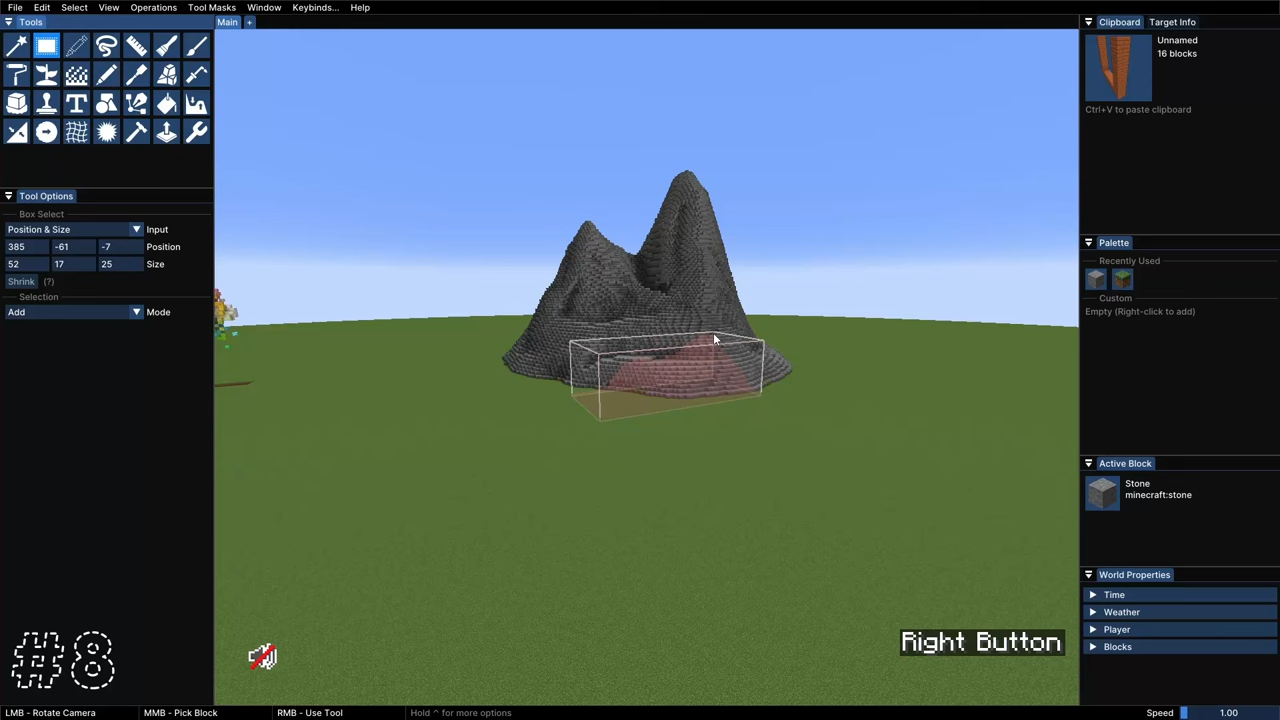 File Edit Select View Operations Tool Masks Window Keybinds... Help
Tools
Main +
Clipboard Target Info
Unnamed
16 blocks
Ctrl+V to paste clipboard
Tool Options
Box Select
Position & Size Input
385 -61 -7 Position
52 17 25 Size
Shrink (?)
Selection
Add Mode
Palette
Recently Used
Custom
Empty (Right-click to add)
Active Block
Stone
minecraft:stone
World Properties
Time
Weather
Player
Blocks
#8
Right Button
LMB - Rotate Camera MMB - Pick Block RMB - Use Tool Hold ^ for more options Speed 1.00